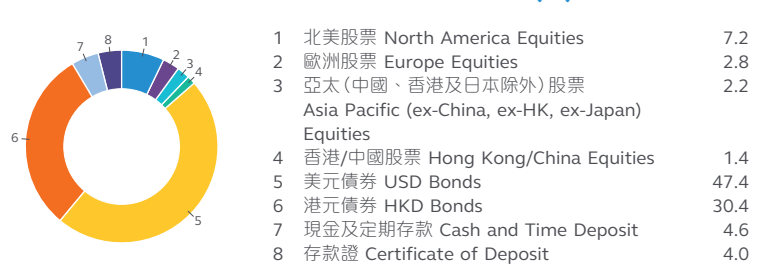 1 北美股票 North America Equities 7.2
2 歐洲股票 Europe Equities 2.8
3 亞太(中國、香港及日本除外)股票 2.2
Asia Pacific (ex-China, ex-HK, ex-Japan)
Equities
4 香港/中國股票 Hong Kong/China Equities 1.4
5 美元債券 USD Bonds 47.4
6 港元債券 HKD Bonds 30.4
7 現金及定期存款 Cash and Time Deposit 4.6
8 存款證 Certificate of Deposit 4.0
1
2
3
4
5
6
7
8